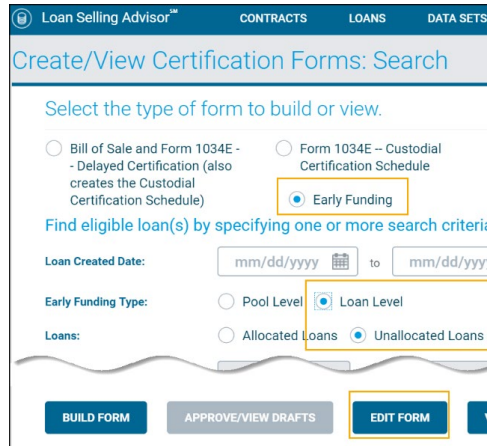 Loan Selling Advisor℠ CONTRACTS LOANS DATA SETS
Create/View Certification Forms: Search
Select the type of form to build or view.
Bill of Sale and Form 1034E -
- Delayed Certification (also
creates the Custodial
Certification Schedule)
Form 1034E -- Custodial
Certification Schedule
Early Funding
Find eligible loan(s) by specifying one or more search criteria
Loan Created Date: mm/dd/yyyy to mm/dd/yyy
Early Funding Type: Pool Level Loan Level
Loans: Allocated Loans Unallocated Loans
BUILD FORM APPROVE/VIEW DRAFTS EDIT FORM V